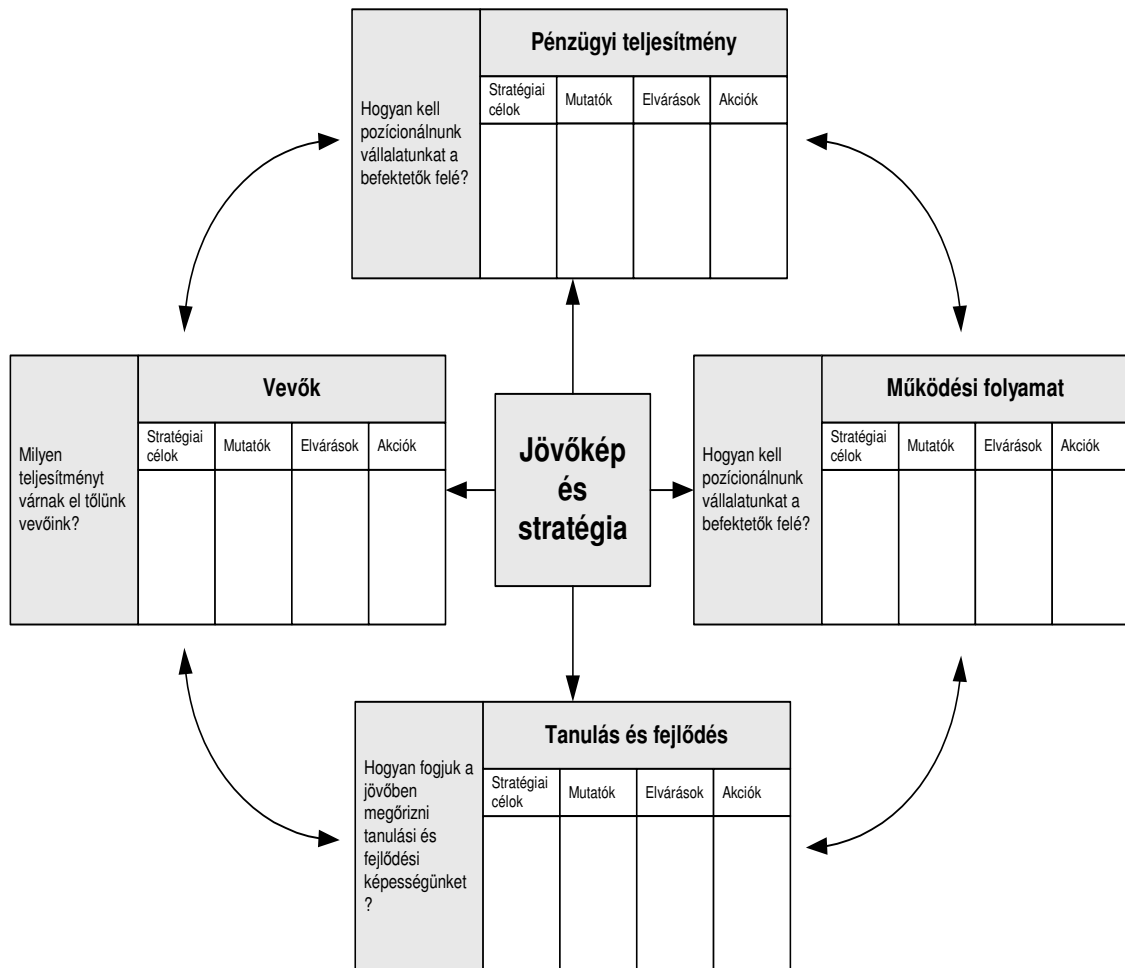 Pénzügyi teljesítmény
Hogyan kell
pozícionálnunk
vállalatunkat a
befektetők felé?
Stratégiai
célok
Mutatók
Elvárások
Akciók
Vevők
Milyen
teljesítményt
várnak el tőlünk
vevőink?
Stratégiai
célok
Mutatók
Elvárások
Akciók
Jövőkép
és
stratégia
Működési folyamat
Hogyan kell
pozícionálnunk
vállalatunkat a
befektetők felé?
Stratégiai
célok
Mutatók
Elvárások
Akciók
Tanulás és fejlődés
Hogyan fogjuk a
jövőben
megőrizni
tanulási és
fejlődési
képességünket
?
Stratégiai
célok
Mutatók
Elvárások
Akciók